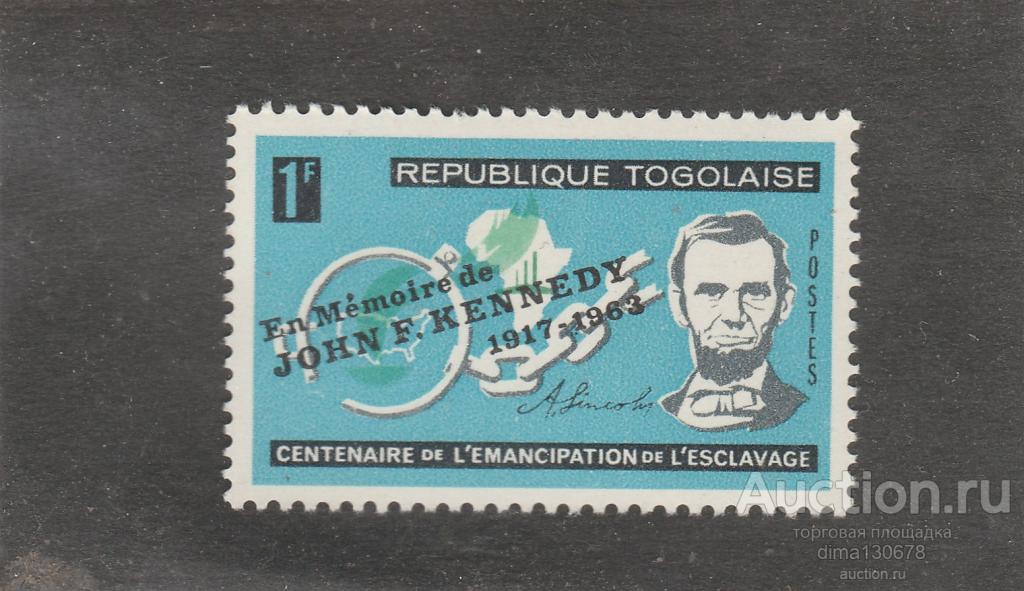 1F
REPUBLIQUE TOGOLAISE
POSTES
En Mémoire de
JOHN F. KENNEDY
1917-1963
A. Lincoln
CENTENAIRE DE L'EMANCIPATION DE L'ESCLAVAGE
Auction.ru
торговая площадка
dima130678
auction.ru